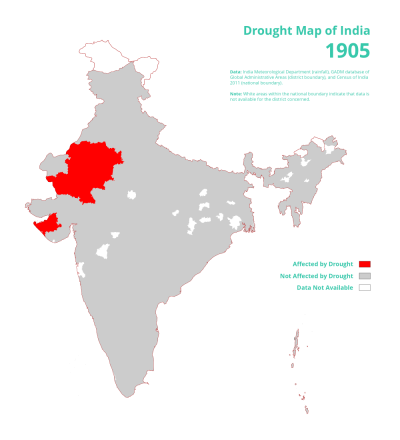 Drought Map of India
1905
Data: India Meteorological Department (rainfall), GADM database of
Global Administrative Areas (district boundary), and Census of India
2011 (national boundary).
Note: White areas within the national boundary indicate that data is
not available for the district concerned.
Affected by Drought
Not Affected by Drought
Data Not Available